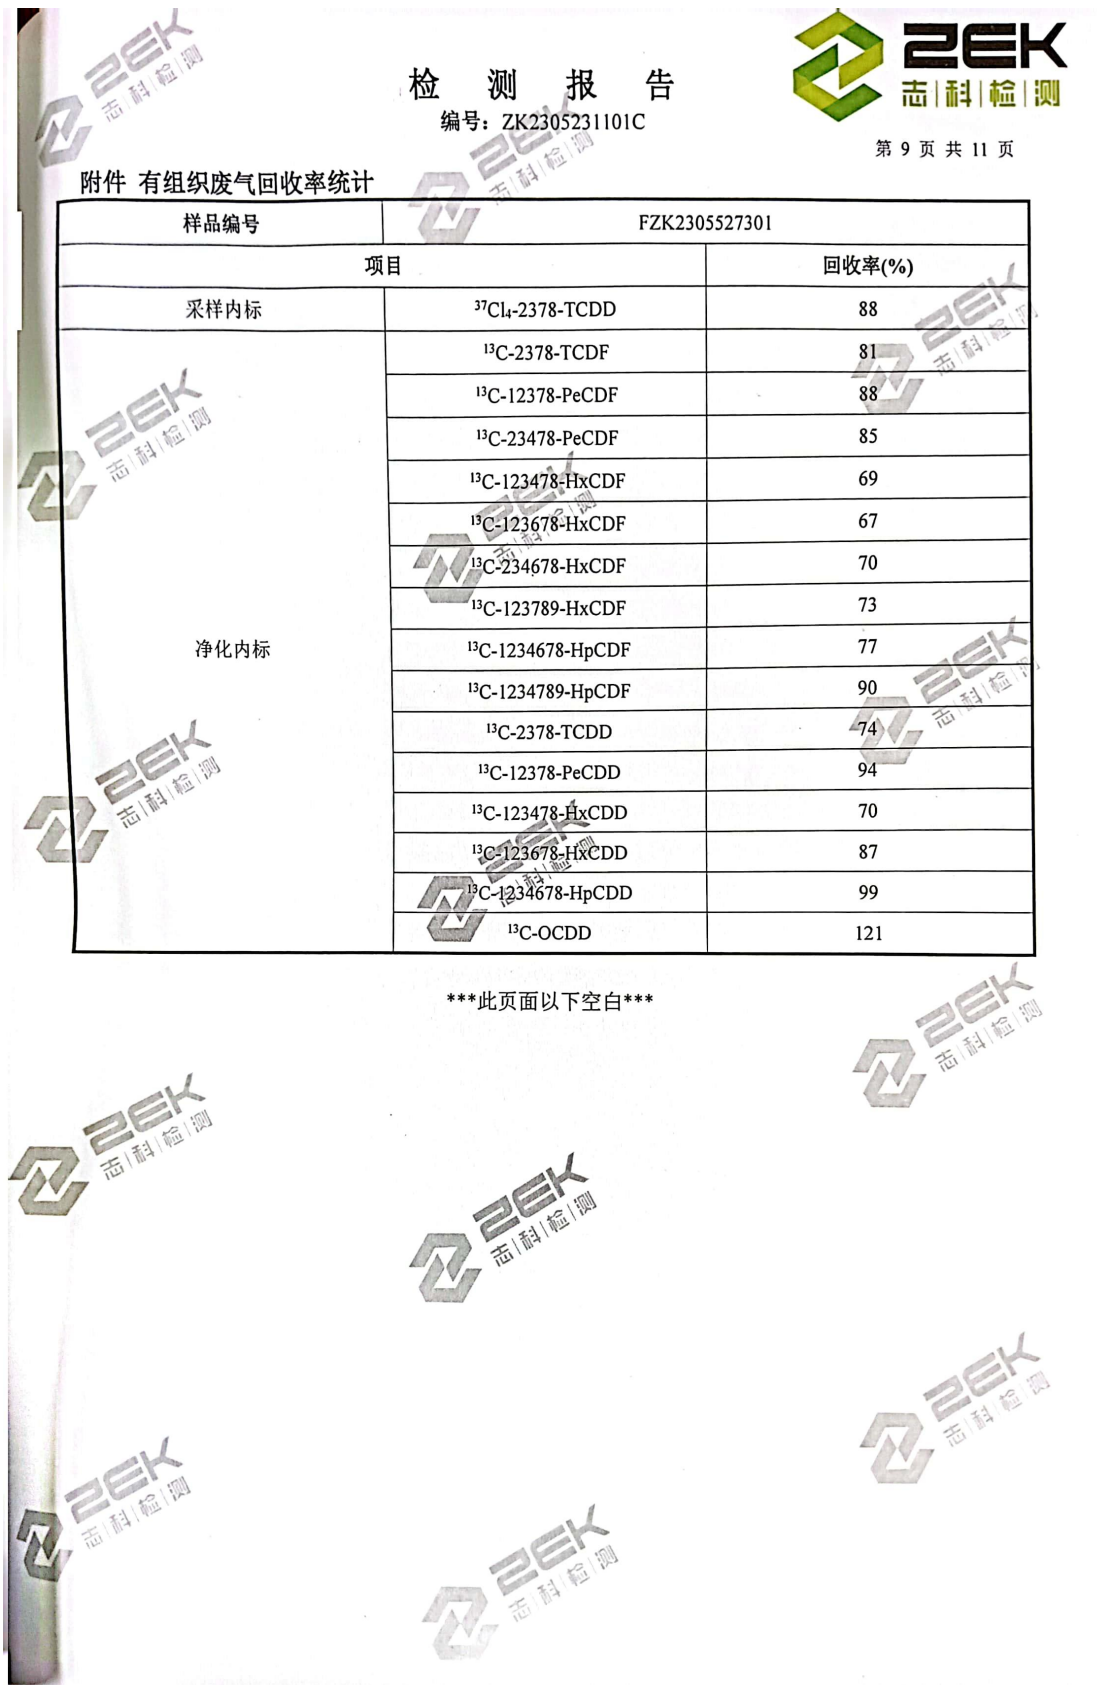 ZEK
志|科|检|测
检 测 报 告
编号：ZK2305231101C
第 9 页 共 11 页
附件 有组织废气回收率统计
样品编号 FZK2305527301
项目 回收率(%)
采样内标 ³⁷Cl₄-2378-TCDD 88
¹³C-2378-TCDF 81
¹³C-12378-PeCDF 88
¹³C-23478-PeCDF 85
¹³C-123478-HxCDF 69
¹³C-123678-HxCDF 67
¹³C-234678-HxCDF 70
¹³C-123789-HxCDF 73
净化内标 ¹³C-1234678-HpCDF 77
¹³C-1234789-HpCDF 90
¹³C-2378-TCDD 74
¹³C-12378-PeCDD 94
¹³C-123478-HxCDD 70
¹³C-123678-HxCDD 87
¹³C-1234678-HpCDD 99
¹³C-OCDD 121
***此页面以下空白***